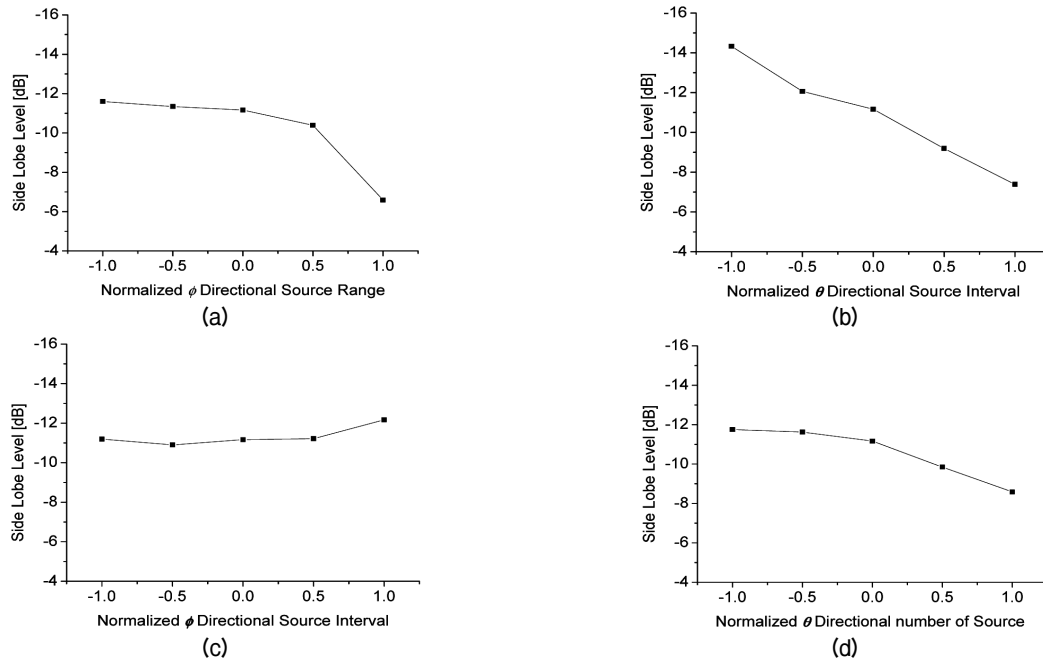 -16
-14
-12
-10
-8
-6
-4
Side Lobe Level [dB]
-1.0 -0.5 0.0 0.5 1.0
Normalized ϕ Directional Source Range
(a)
-16
-14
-12
-10
-8
-6
-4
Side Lobe Level [dB]
-1.0 -0.5 0.0 0.5 1.0
Normalized θ Directional Source Interval
(b)
-16
-14
-12
-10
-8
-6
-4
Side Lobe Level [dB]
-1.0 -0.5 0.0 0.5 1.0
Normalized ϕ Directional Source Interval
(c)
-16
-14
-12
-10
-8
-6
-4
Side Lobe Level [dB]
-1.0 -0.5 0.0 0.5 1.0
Normalized θ Directional number of Source
(d)